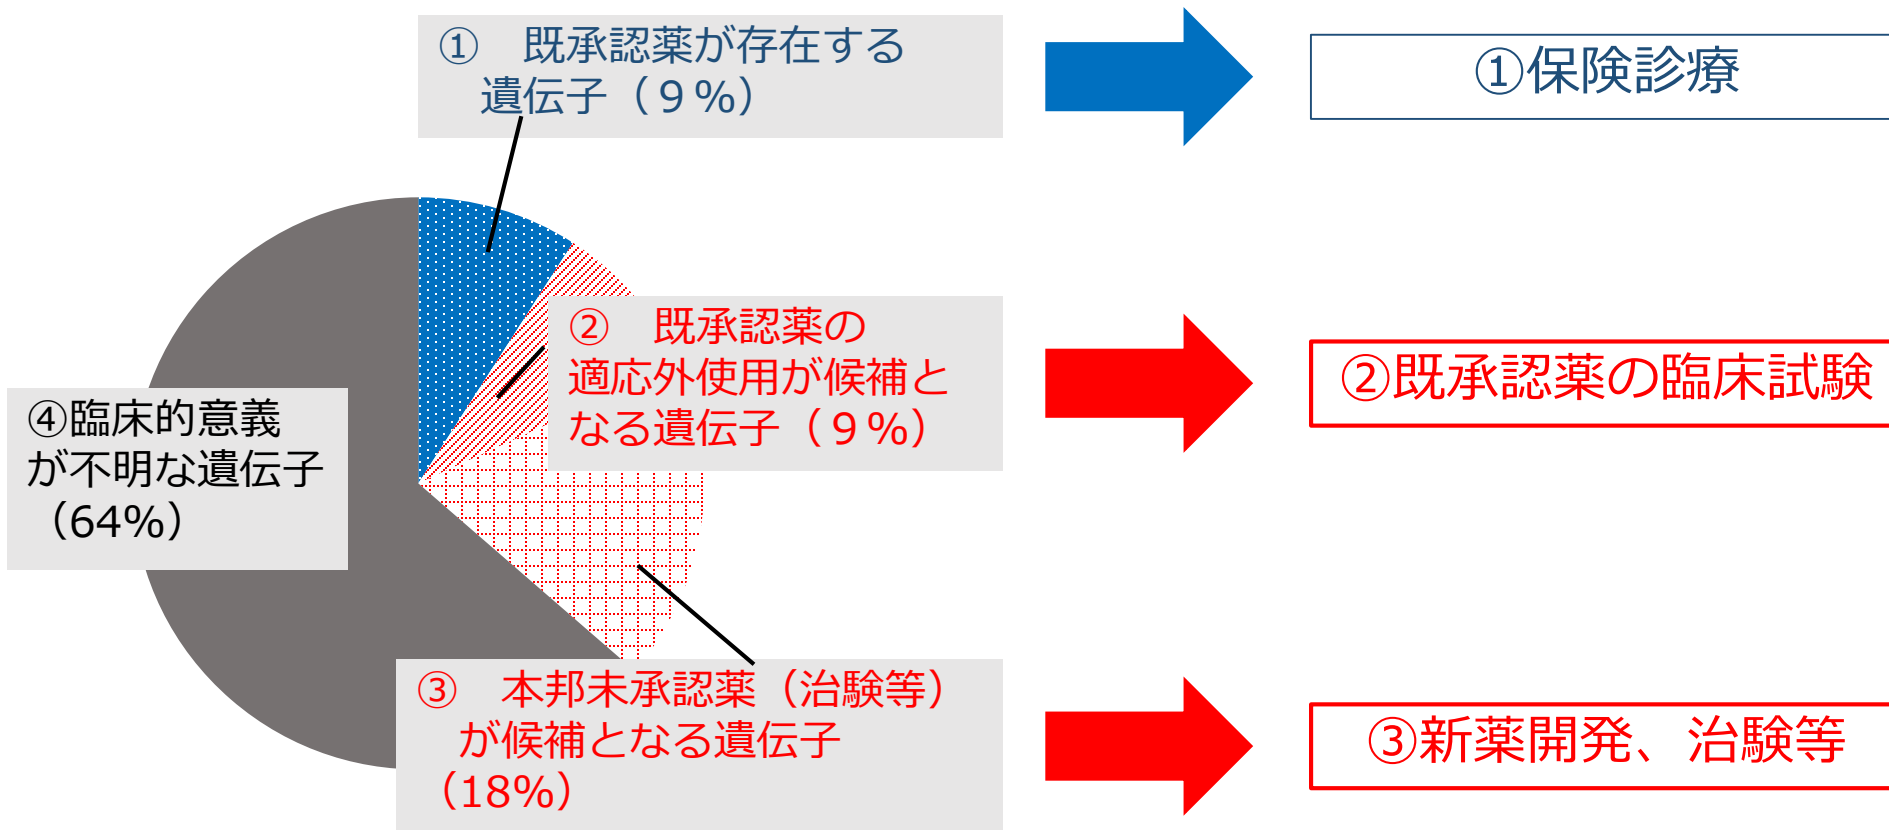 ①　既承認薬が存在する
遺伝子（９%）
①保険診療
②　既承認薬の
適応外使用が候補と
なる遺伝子（９%）
②既承認薬の臨床試験
④臨床的意義
が不明な遺伝子
（64%）
③　本邦未承認薬（治験等）
が候補となる遺伝子
（18%）
③新薬開発、治験等